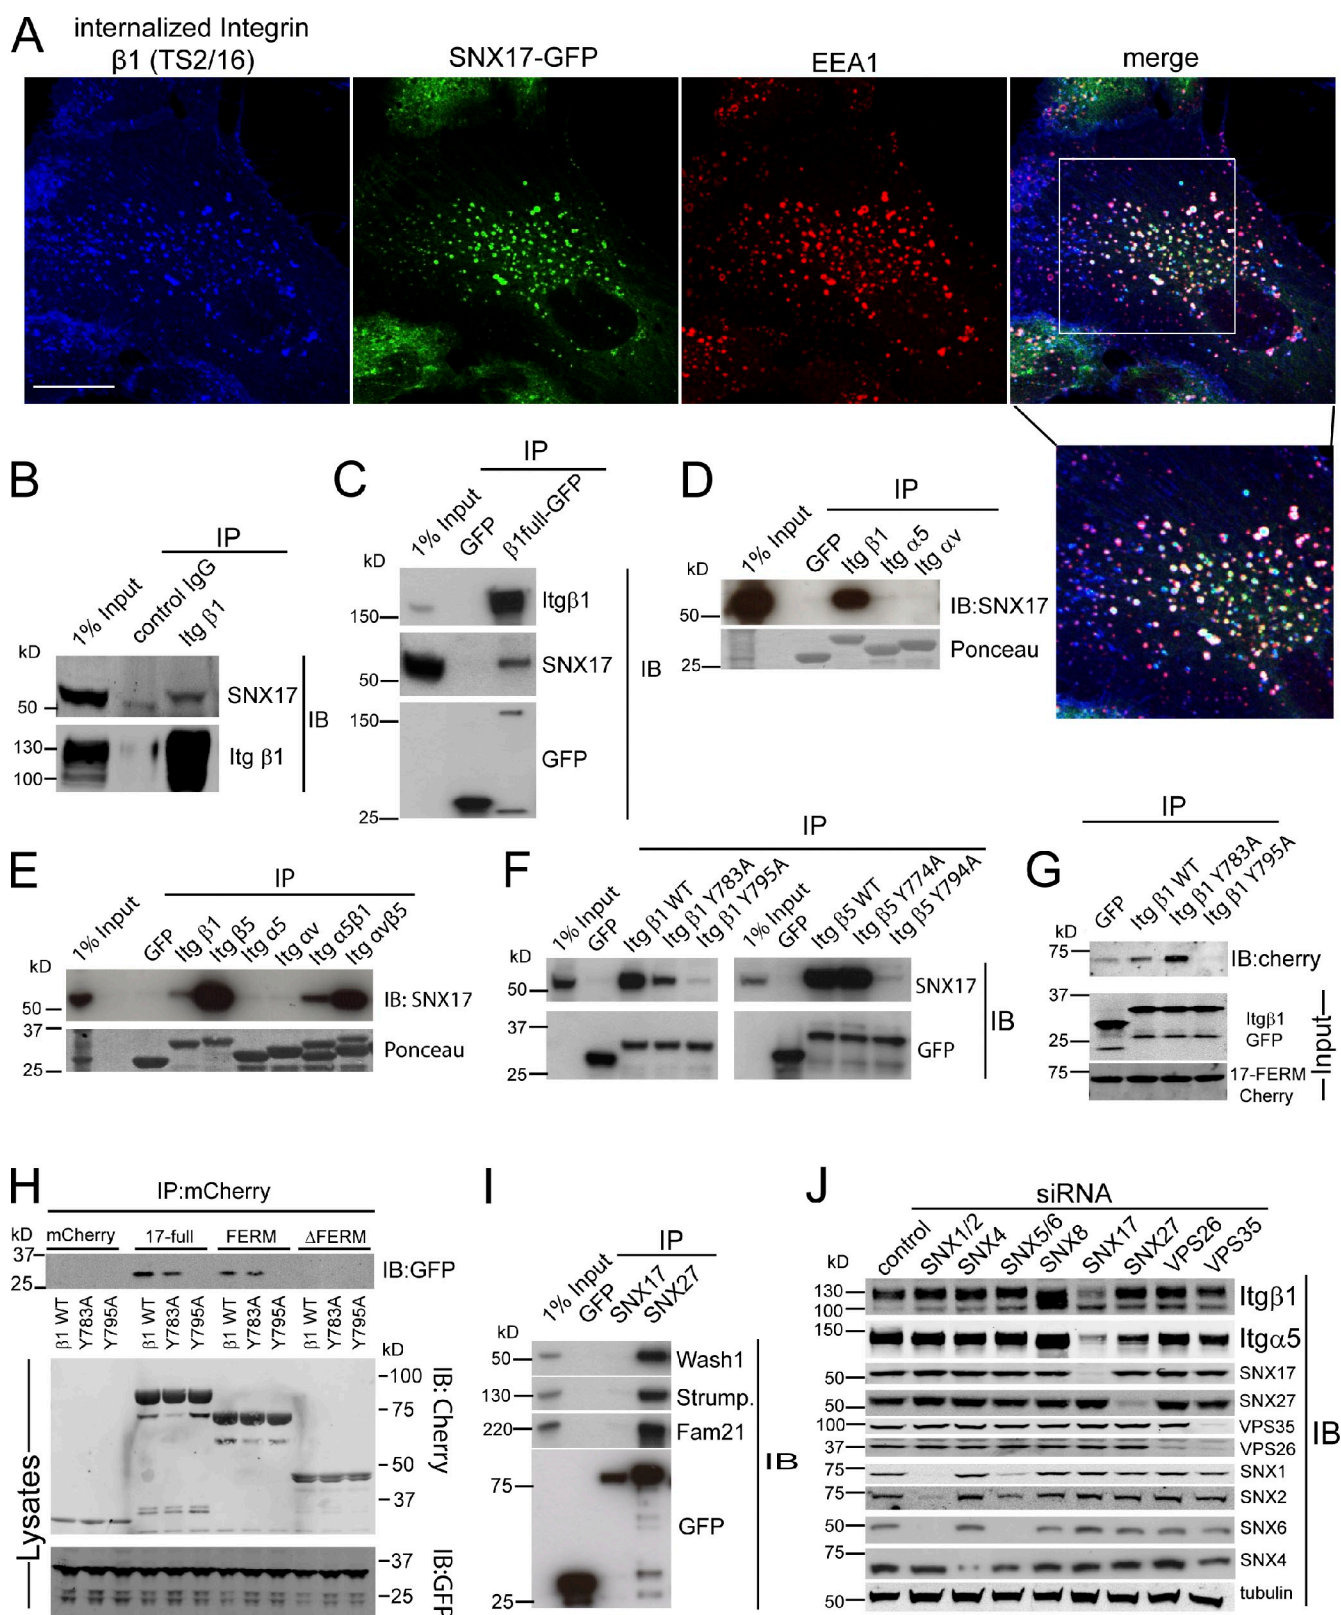 A
internalized Integrin
β1 (TS2/16)
SNX17-GFP
EEA1
merge
B
IP
1% Input
control IgG
Itg β1
kD
50
SNX17
130
100
Itg β1
IB
C
IP
1% Input
GFP
β1full-GFP
kD
150
Itgβ1
50
SNX17
150
25
GFP
IB
D
IP
1% Input
GFP
Itg β1
Itg α5
Itg αv
kD
50
IB:SNX17
25
Ponceau
E
IP
1% Input
GFP
Itg β1
Itg β5
Itg α5
Itg αv
Itg α5β1
Itg αvβ5
kD
50
IB: SNX17
37
25
Ponceau
F
IP
1% Input
GFP
Itg β1 WT
Itg β1 Y783A
Itg β1 Y795A
1% Input
GFP
Itg β5 WT
Itg β5 Y774A
Itg β5 Y794A
kD
50
SNX17
37
25
GFP
IB
G
IP
GFP
Itg β1 WT
Itg β1 Y783A
Itg β1 Y795A
kD
75
IB:cherry
37
25
Itgβ1
GFP
75
17-FERM
Cherry
Input
H
IP:mCherry
kD
mCherry
17-full
FERM
ΔFERM
37
25
IB:GFP
β1 WT
Y783A
Y795A
β1 WT
Y783A
Y795A
β1 WT
Y783A
Y795A
β1 WT
Y783A
Y795A
kD
100
75
50
37
IB: Cherry
37
25
IB:GFP
Lysates
I
IP
1% Input
GFP
SNX17
SNX27
kD
50
Wash1
130
Strump.
220
Fam21
75
25
GFP
IB
J
siRNA
control
SNX1/2
SNX4
SNX5/6
SNX8
SNX17
SNX27
VPS26
VPS35
kD
130
100
Itgβ1
150
Itgα5
50
SNX17
50
SNX27
100
VPS35
37
VPS26
75
SNX1
75
SNX2
50
SNX6
75
SNX4
50
tubulin
IB